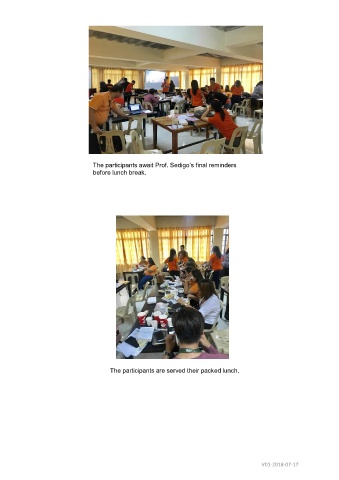 The participants await Prof. Sedigo's final reminders
before lunch break.
The participants are served their packed lunch.
V01-2018-07-17